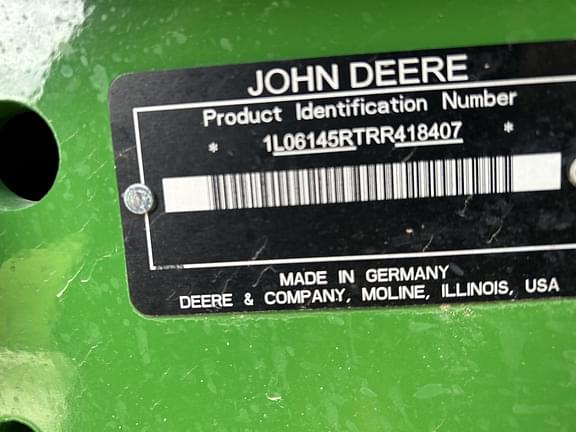 JOHN DEERE
Product Identification Number
* 1L06145RTRR418407 *
MADE IN GERMANY
DEERE & COMPANY, MOLINE, ILLINOIS, USA